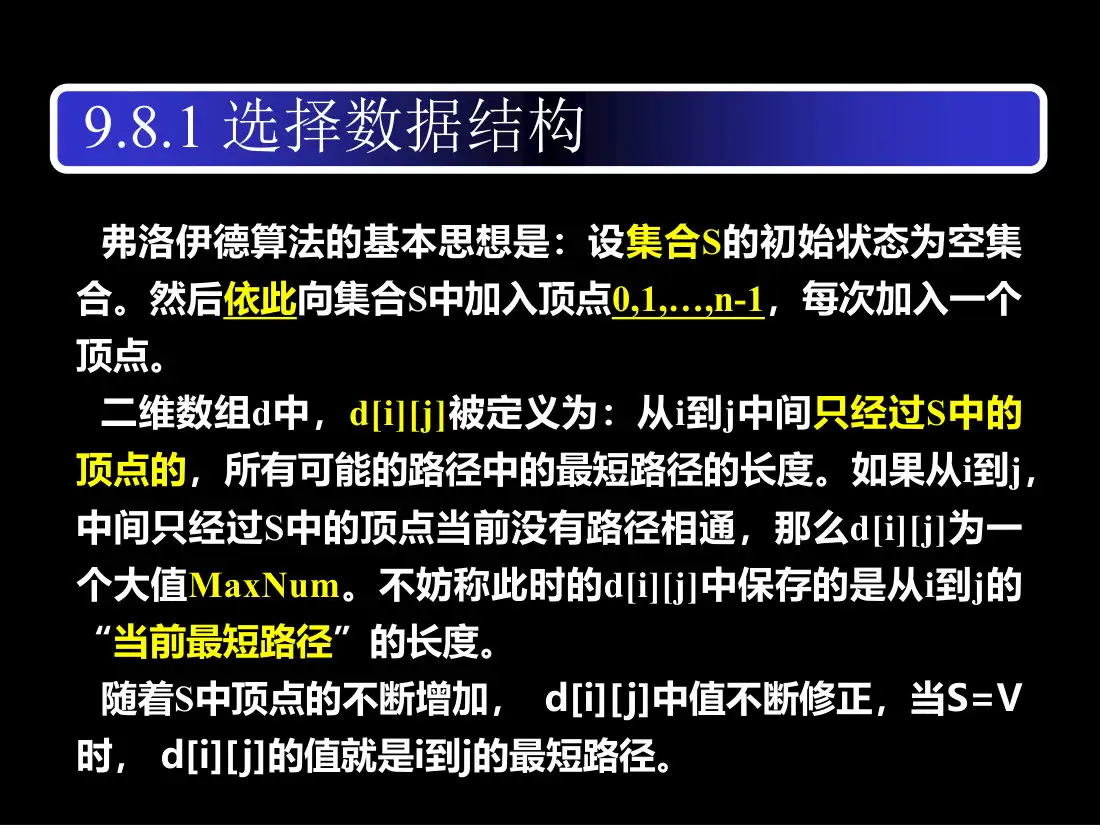 9.8.1 选择数据结构
弗洛伊德算法的基本思想是：设集合S的初始状态为空集
合。然后依此向集合S中加入顶点0,1,…,n-1，每次加入一个
顶点。
二维数组d中，d[i][j]被定义为：从i到j中间只经过S中的
顶点的，所有可能的路径中的最短路径的长度。如果从i到j，
中间只经过S中的顶点当前没有路径相通，那么d[i][j]为一
个大值MaxNum。不妨称此时的d[i][j]中保存的是从i到j的
“当前最短路径”的长度。
随着S中顶点的不断增加， d[i][j]中值不断修正，当S=V
时， d[i][j]的值就是i到j的最短路径。